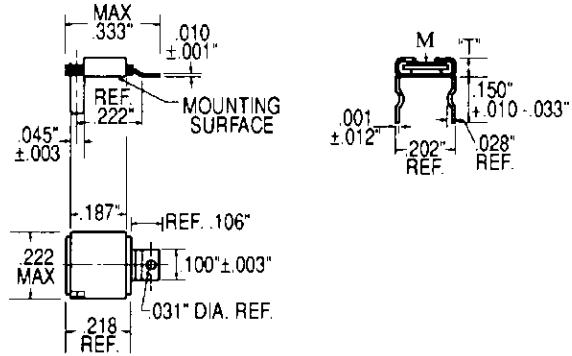 MAX
.333"
.010
±.001"
REF.
.222"
MOUNTING
SURFACE
.045"
±.003
.187"
REF. .106"
.222
MAX
.100"±.003"
.031" DIA. REF.
.218
REF.
M
"T"
.150"
+.010 -.033"
.001
±.012"
.202"
REF.
.028"
REF.